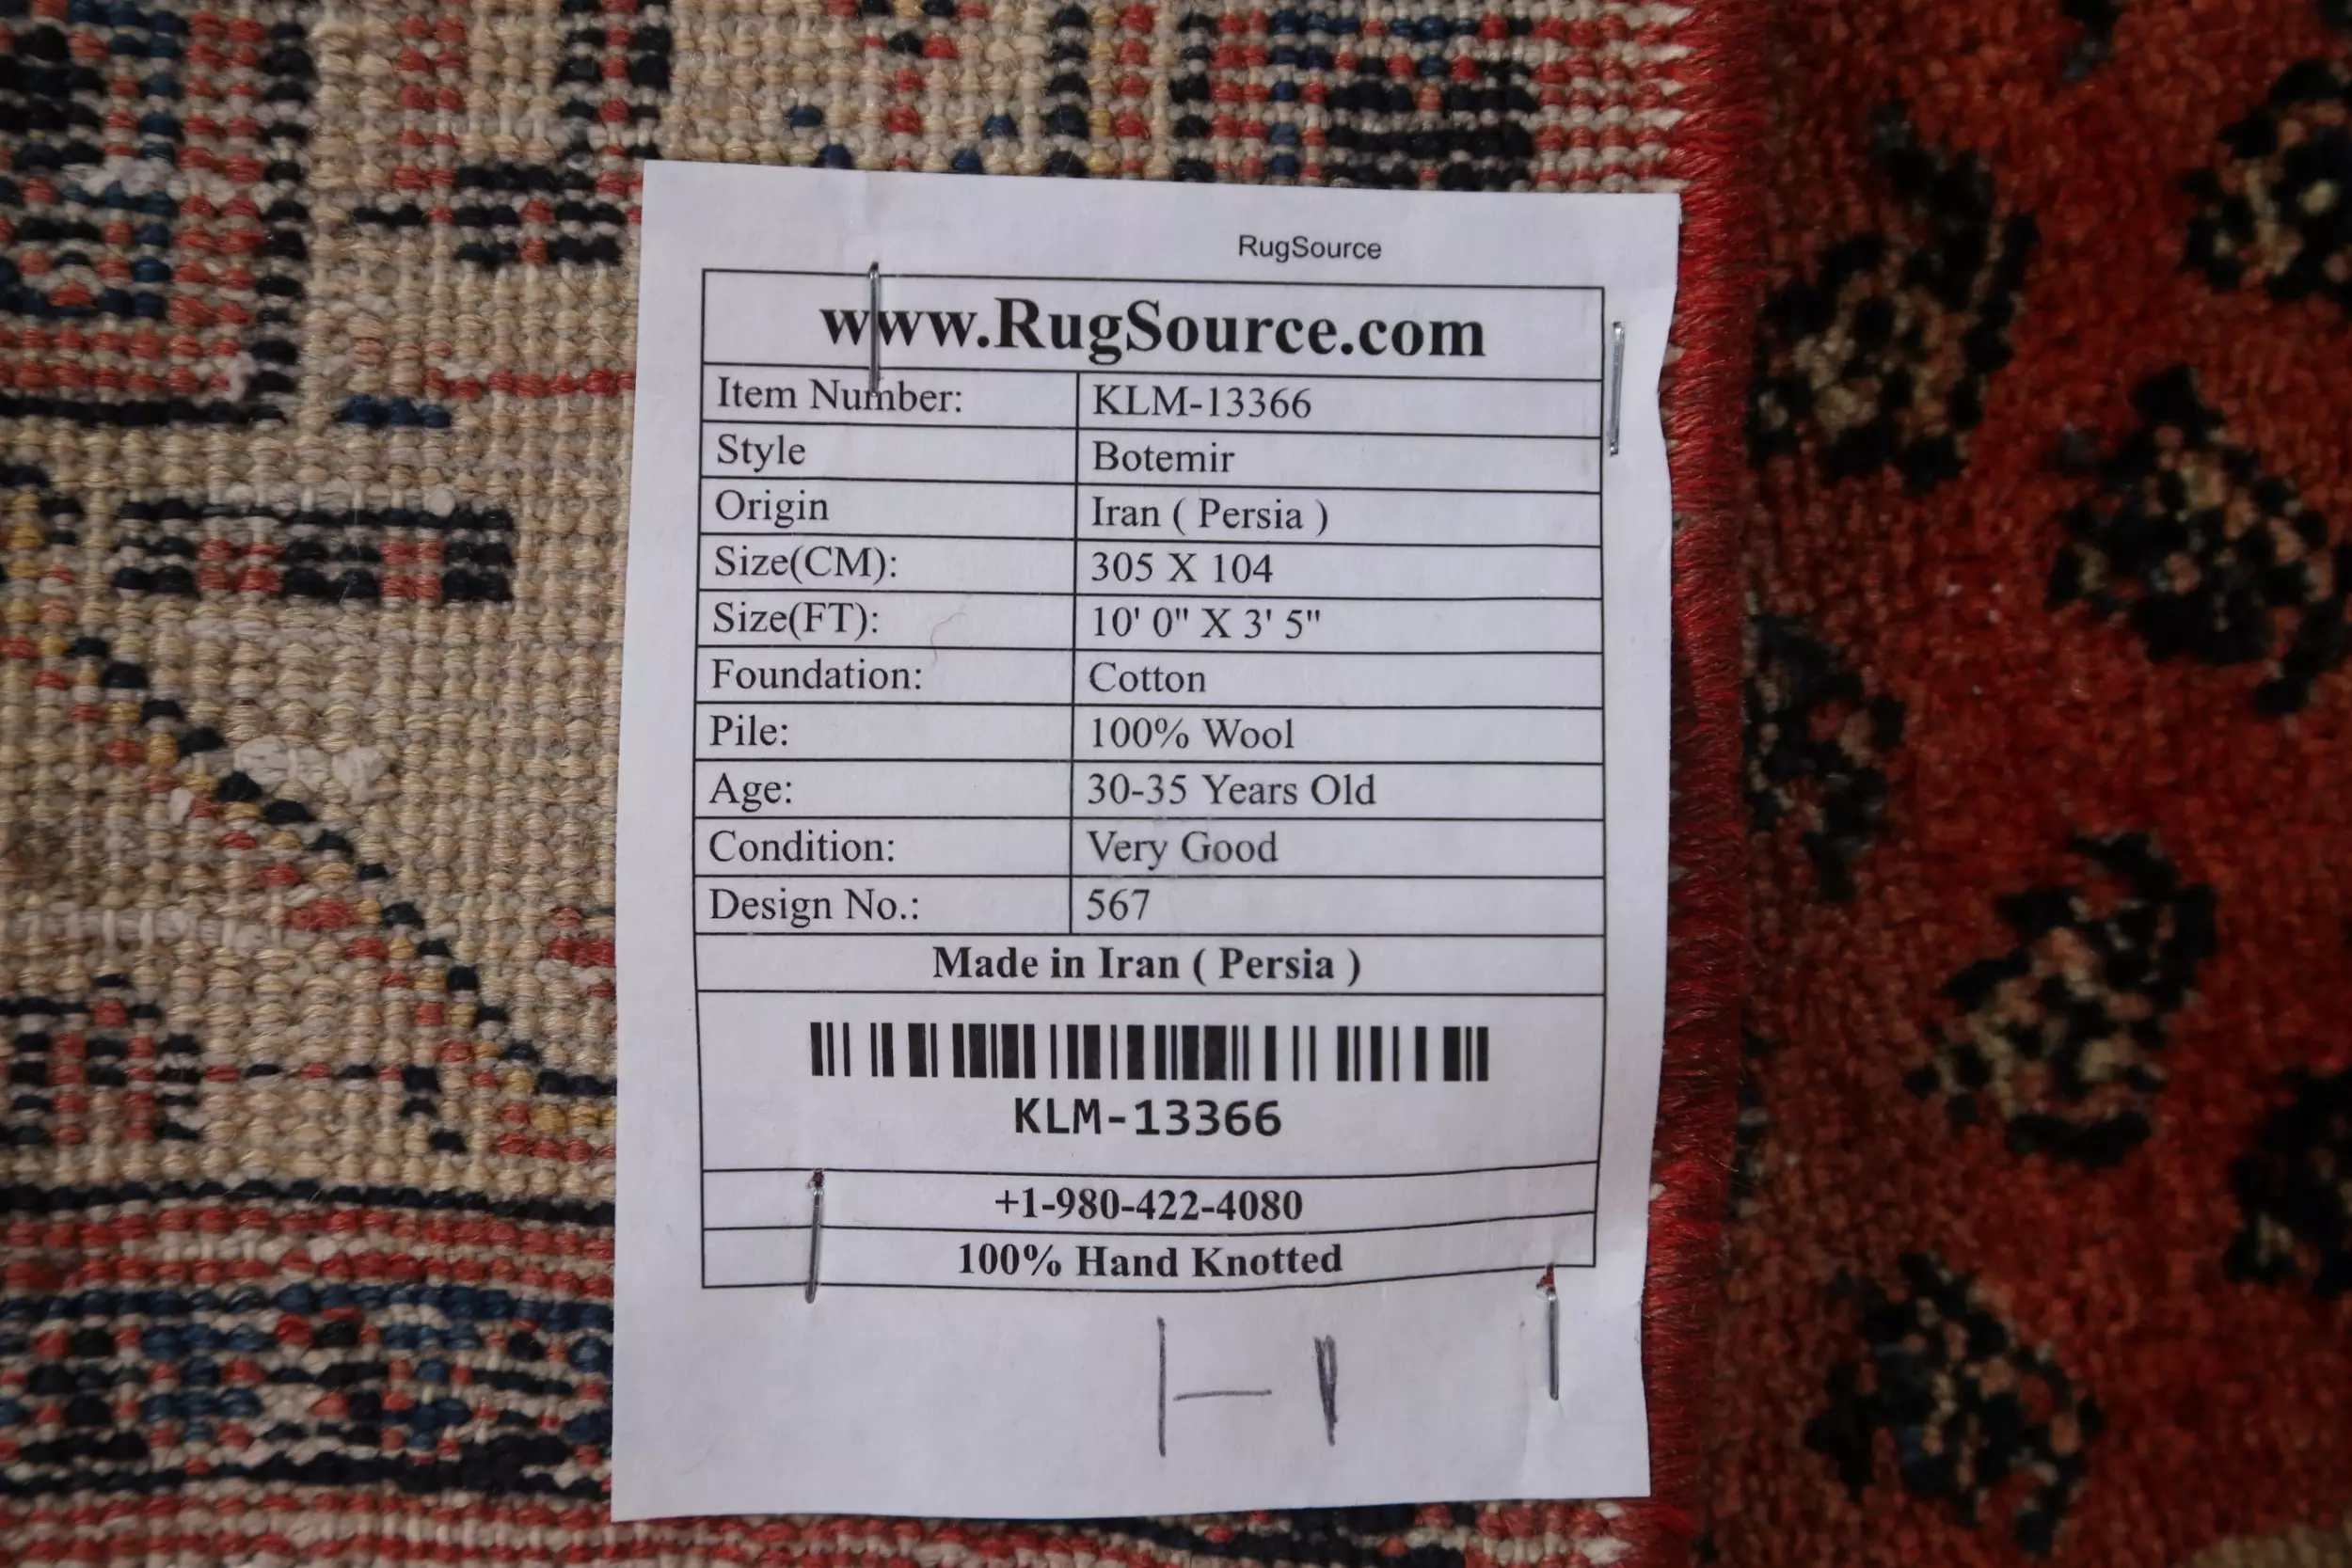 RugSource
www.RugSource.com
Item Number: KLM-13366
Style Botemir
Origin Iran ( Persia )
Size(CM): 305 X 104
Size(FT): 10' 0" X 3' 5"
Foundation: Cotton
Pile: 100% Wool
Age: 30-35 Years Old
Condition: Very Good
Design No.: 567
Made in Iran ( Persia )
KLM-13366
+1-980-422-4080
100% Hand Knotted
1-1